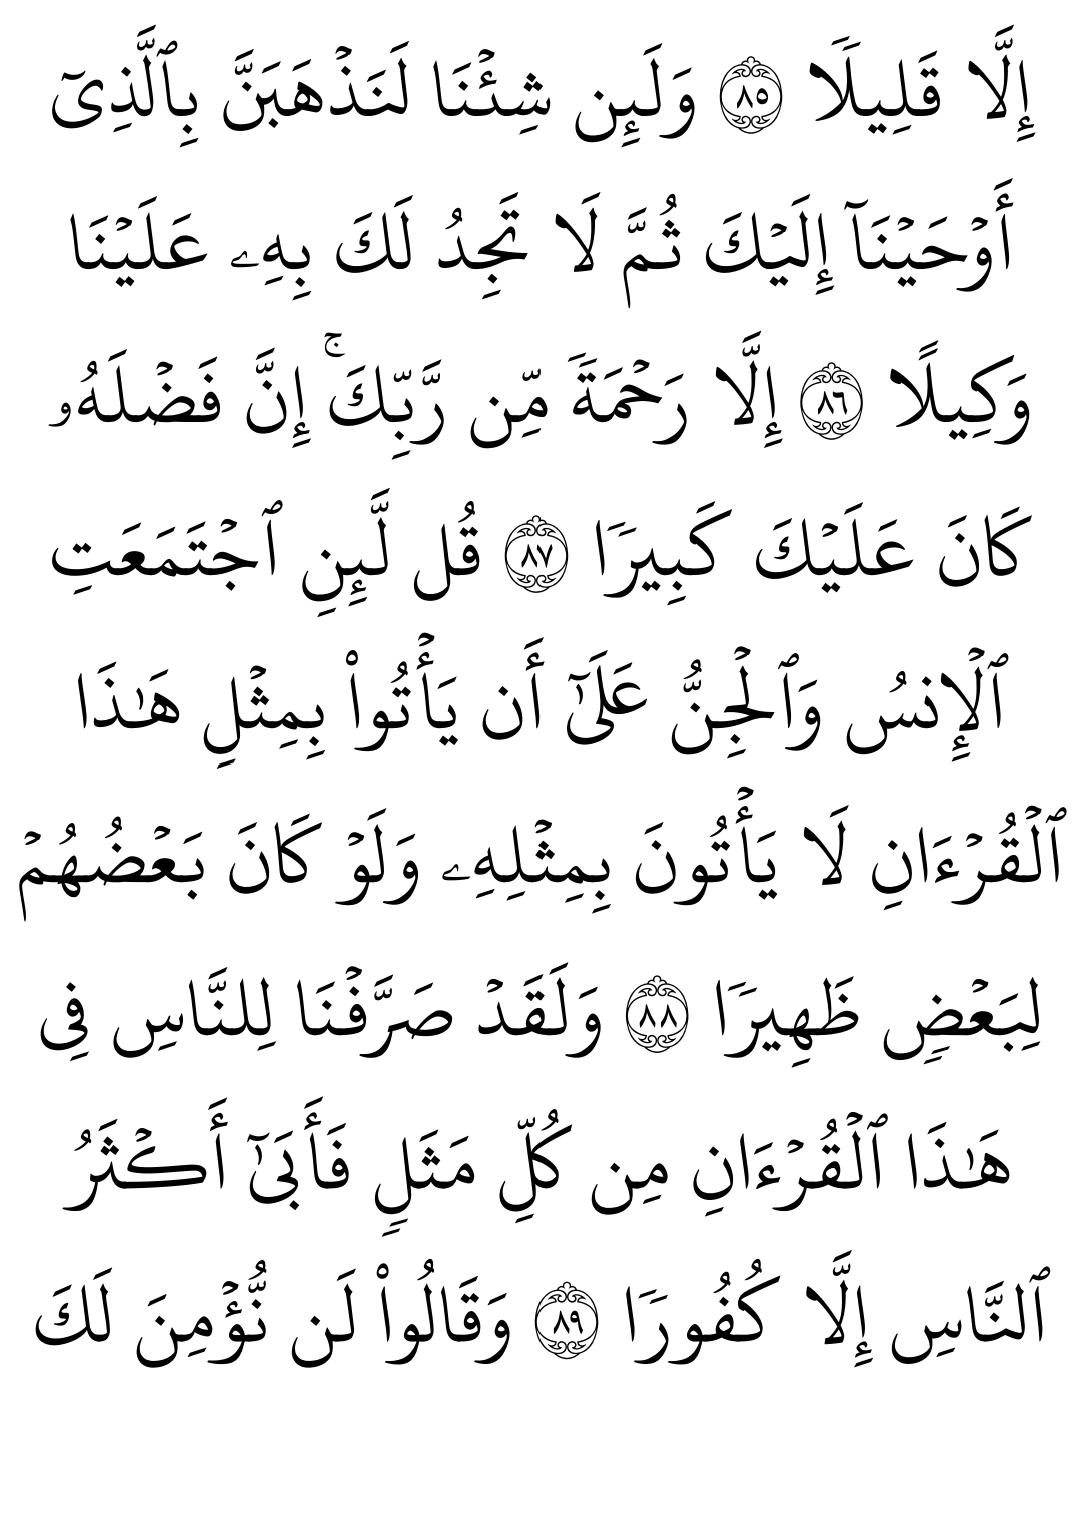 إِلَّا قَلِيلٗا ۝٨٥ وَلَئِن شِئۡنَا لَنَذۡهَبَنَّ بِٱلَّذِيٓ
أَوۡحَيۡنَآ إِلَيۡكَ ثُمَّ لَا تَجِدُ لَكَ بِهِۦ عَلَيۡنَا
وَكِيلًا ۝٨٦ إِلَّا رَحۡمَةٗ مِّن رَّبِّكَۚ إِنَّ فَضۡلَهُۥ
كَانَ عَلَيۡكَ كَبِيرٗا ۝٨٧ قُل لَّئِنِ ٱجۡتَمَعَتِ
ٱلۡإِنسُ وَٱلۡجِنُّ عَلَىٰٓ أَن يَأۡتُواْ بِمِثۡلِ هَٰذَا
ٱلۡقُرۡءَانِ لَا يَأۡتُونَ بِمِثۡلِهِۦ وَلَوۡ كَانَ بَعۡضُهُمۡ
لِبَعۡضٖ ظَهِيرٗا ۝٨٨ وَلَقَدۡ صَرَّفۡنَا لِلنَّاسِ فِي
هَٰذَا ٱلۡقُرۡءَانِ مِن كُلِّ مَثَلٖ فَأَبَىٰٓ أَكۡثَرُ
ٱلنَّاسِ إِلَّا كُفُورٗا ۝٨٩ وَقَالُواْ لَن نُّؤۡمِنَ لَكَ